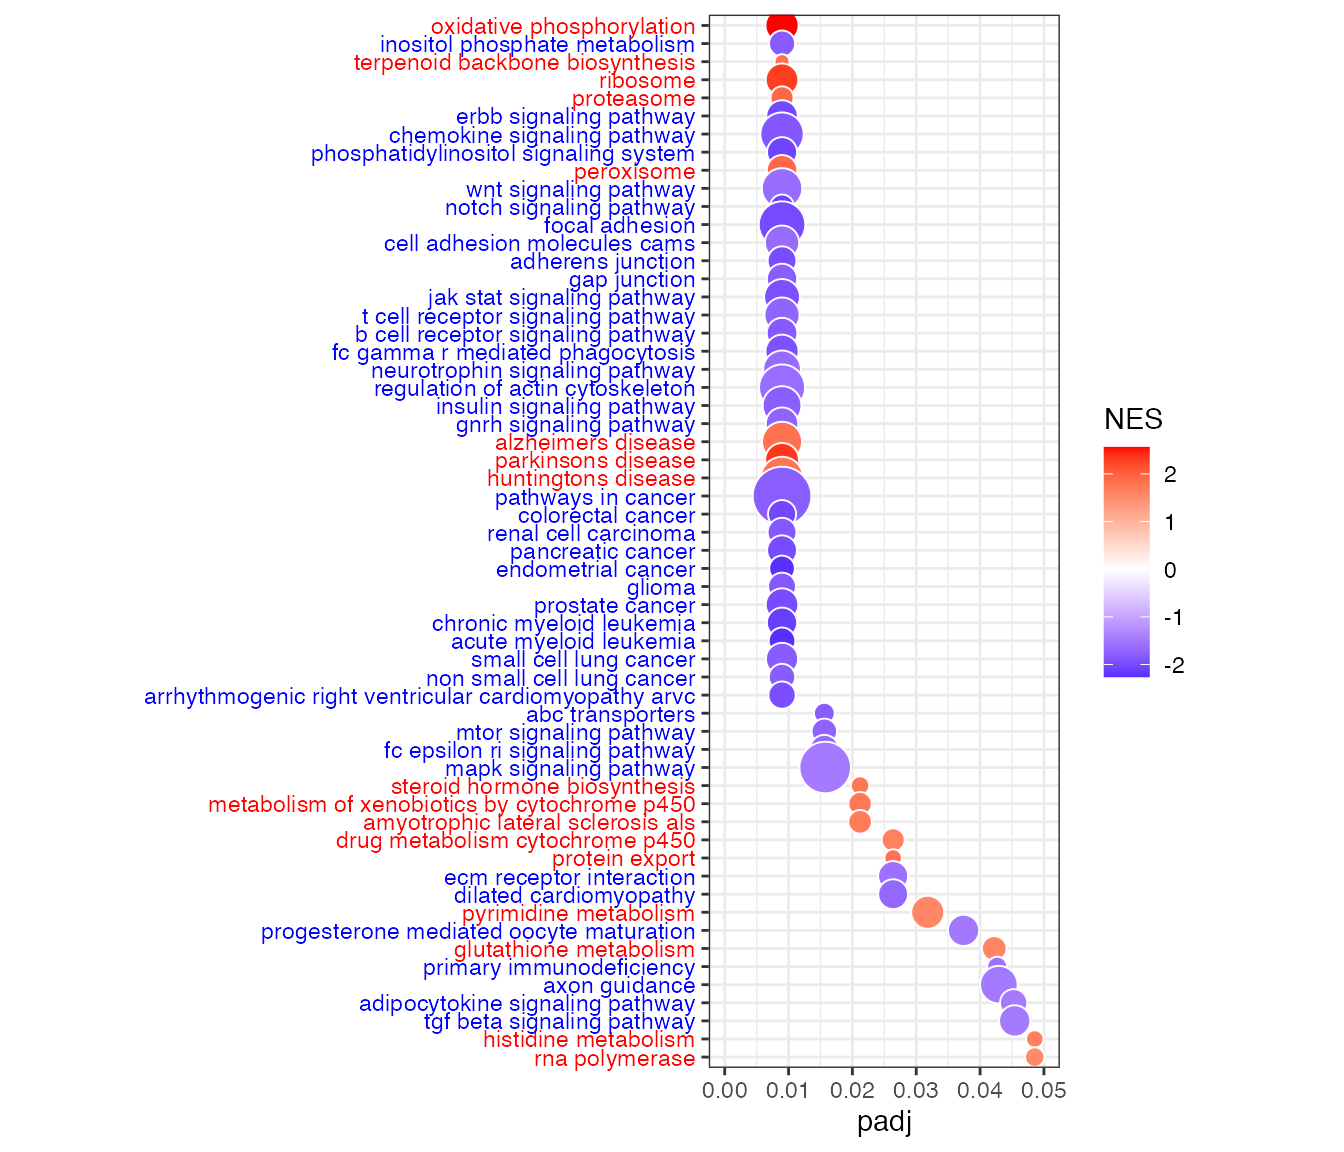 oxidative phosphorylation
inositol phosphate metabolism
terpenoid backbone biosynthesis
ribosome
proteasome
erbb signaling pathway
chemokine signaling pathway
phosphatidylinositol signaling system
peroxisome
wnt signaling pathway
notch signaling pathway
focal adhesion
cell adhesion molecules cams
adherens junction
gap junction
jak stat signaling pathway
t cell receptor signaling pathway
b cell receptor signaling pathway
fc gamma r mediated phagocytosis
neurotrophin signaling pathway
regulation of actin cytoskeleton
insulin signaling pathway
gnrh signaling pathway
alzheimers disease
parkinsons disease
huntingtons disease
pathways in cancer
colorectal cancer
renal cell carcinoma
pancreatic cancer
endometrial cancer
glioma
prostate cancer
chronic myeloid leukemia
acute myeloid leukemia
small cell lung cancer
non small cell lung cancer
arrhythmogenic right ventricular cardiomyopathy arvc
abc transporters
mtor signaling pathway
fc epsilon ri signaling pathway
mapk signaling pathway
steroid hormone biosynthesis
metabolism of xenobiotics by cytochrome p450
amyotrophic lateral sclerosis als
drug metabolism cytochrome p450
protein export
ecm receptor interaction
dilated cardiomyopathy
pyrimidine metabolism
progesterone mediated oocyte maturation
glutathione metabolism
primary immunodeficiency
axon guidance
adipocytokine signaling pathway
tgf beta signaling pathway
histidine metabolism
rna polymerase
0.00 0.01 0.02 0.03 0.04 0.05
padj
NES
2
1
0
-1
-2